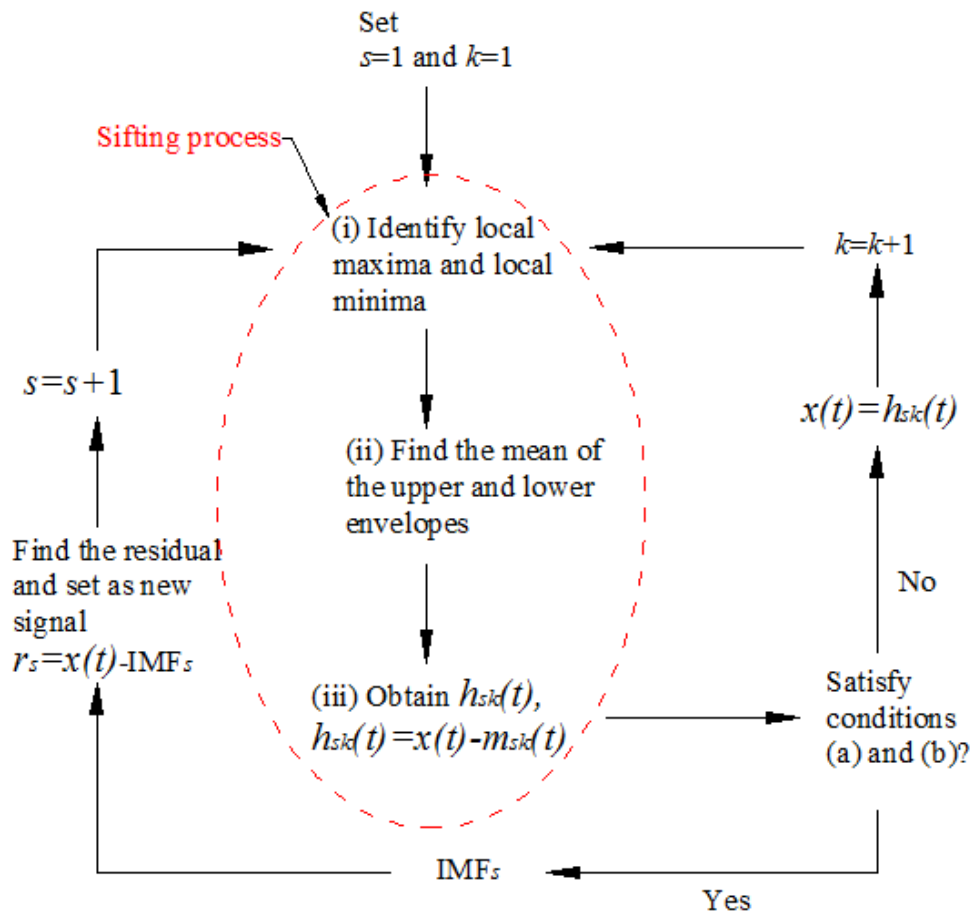 Set
s=1 and k=1
Sifting process
(i) Identify local
maxima and local
minima
k=k+1
s=s+1
x(t)=hsk(t)
(ii) Find the mean of
the upper and lower
envelopes
Find the residual
and set as new
signal
rs=x(t)-IMFs
No
(iii) Obtain hsk(t),
hsk(t)=x(t)-msk(t)
Satisfy
conditions
(a) and (b)?
IMFs
Yes